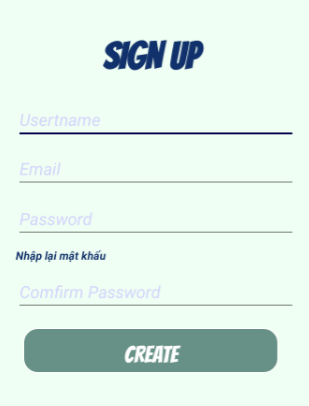 SIGN UP
Usertname
Email
Password
Nhập lại mật khẩu
Comfirm Password
CREATE